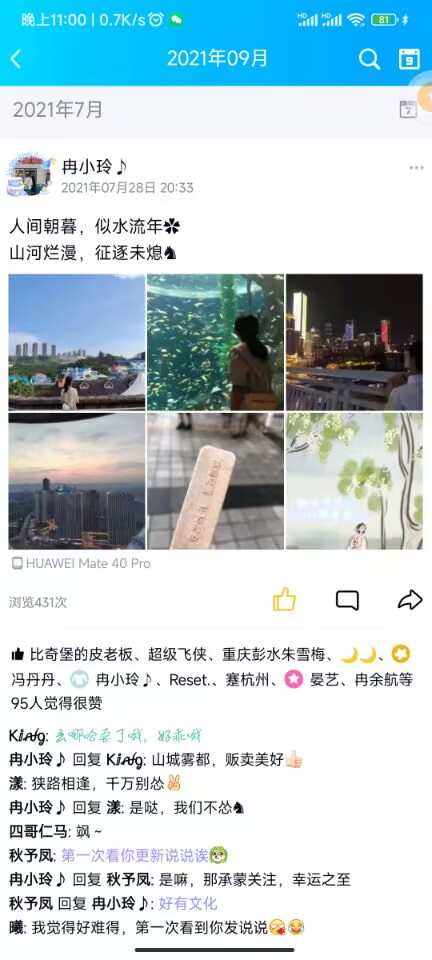 晚上11:00 | 0.7K/s
HD HD 81
2021年09月
9
2021年7月
7
冉小玲♪
2021年07月28日 20:33
人间朝暮，似水流年✽
山河烂漫，征逐未熄♞
HUAWEI Mate 40 Pro
浏览431次
比奇堡的皮老板、超级飞侠、重庆彭水朱雪梅、🌙🌙、
冯丹丹、 冉小玲♪、Reset.、蹇杭州、 晏艺、冉余航等
95人觉得很赞
冉小玲♪ 回复 King: 山城雾都，贩卖美好👍
漾: 狭路相逢，千万别怂✌
冉小玲♪ 回复 漾: 是哒，我们不怂♞
四哥仁马: 飒 ~
秋予凤: 第一次看你更新说说诶
冉小玲♪ 回复 秋予凤: 是嘛，那承蒙关注，幸运之至
秋予凤 回复 冉小玲♪: 好有文化
曦: 我觉得好难得，第一次看到你发说说😂